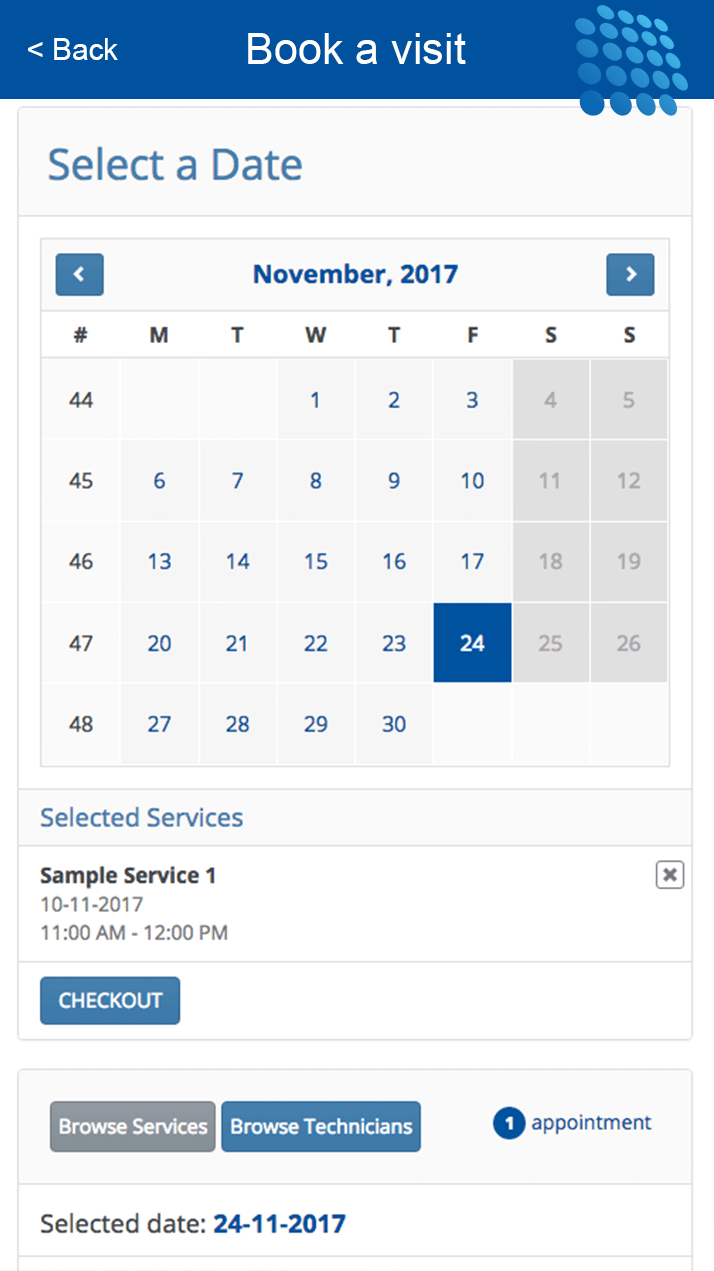 < Back Book a visit
Select a Date
November, 2017
# M T W T F S S
44 1 2 3 4 5
45 6 7 8 9 10 11 12
46 13 14 15 16 17 18 19
47 20 21 22 23 24 25 26
48 27 28 29 30
Selected Services
Sample Service 1
10-11-2017
11:00 AM - 12:00 PM
CHECKOUT
Browse Services Browse Technicians 1 appointment
Selected date: 24-11-2017